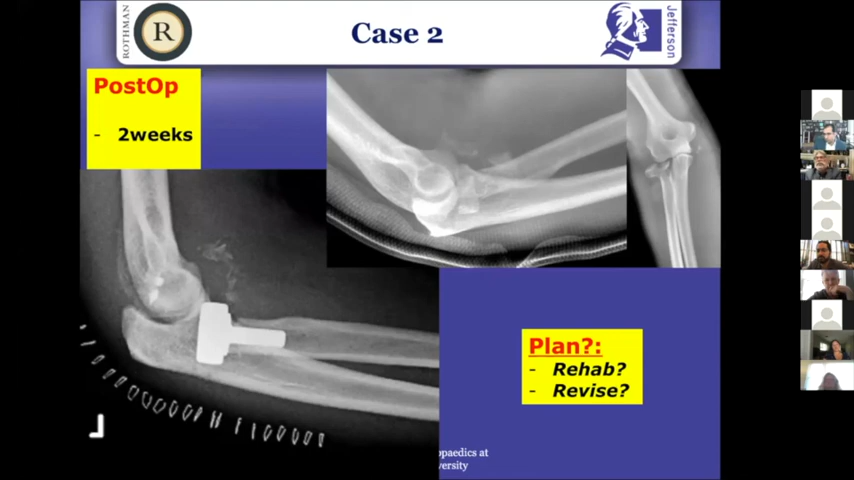 ROTHMAN
R
Case 2
Jefferson
PostOp
- 2weeks
Plan?:
- Rehab?
- Revise?
L
opaedics at
versity